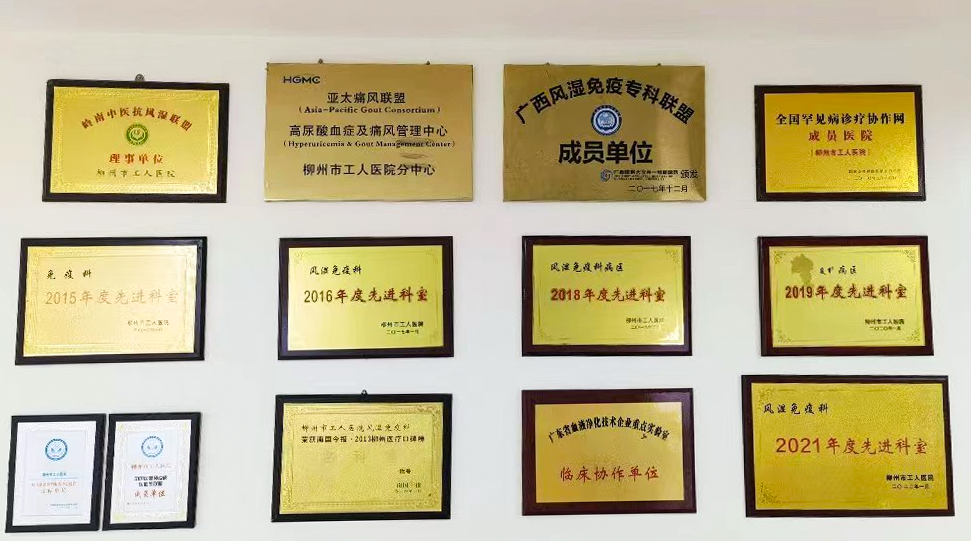 岭南中医抗风湿联盟
理事单位
柳州市工人医院
HGMC
亚太痛风联盟
(Asia-Pacific Gout Consortium)
高尿酸血症及痛风管理中心
(Hyperuricemia & Gout Management Center)
柳州市工人医院分中心
广西风湿免疫专科联盟
成员单位
颁发
二〇一七年十二月
全国罕见病诊疗协作网
成员医院
(柳州市工人医院)
免疫科
2015年度先进科室
柳州市工人医院
风湿免疫科
2016年度先进科室
柳州市工人医院
二〇一七年一月
风湿免疫科病区
2018年度先进科室
柳州市工人医院
病区
2019年度先进科室
柳州市工人医院
二〇二〇年一月
成员单位
柳州市工人医院风湿免疫科
荣获南国今报·2013柳州医疗口碑榜
广东省血液净化技术企业重点实验室
临床协作单位
风湿免疫科
2021年度先进科室
柳州市工人医院
二〇二二年一月